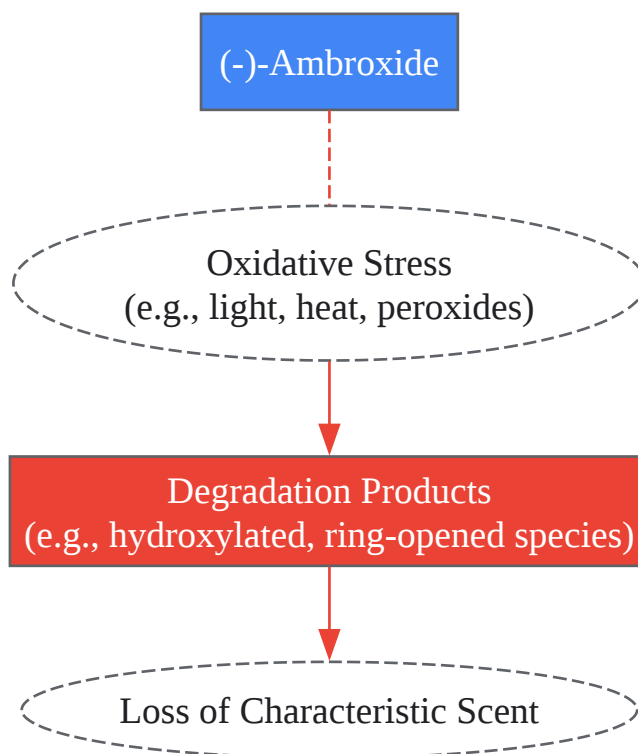 (-)-Ambroxide
Oxidative Stress
(e.g., light, heat, peroxides)
Degradation Products
(e.g., hydroxylated, ring-opened species)
Loss of Characteristic Scent